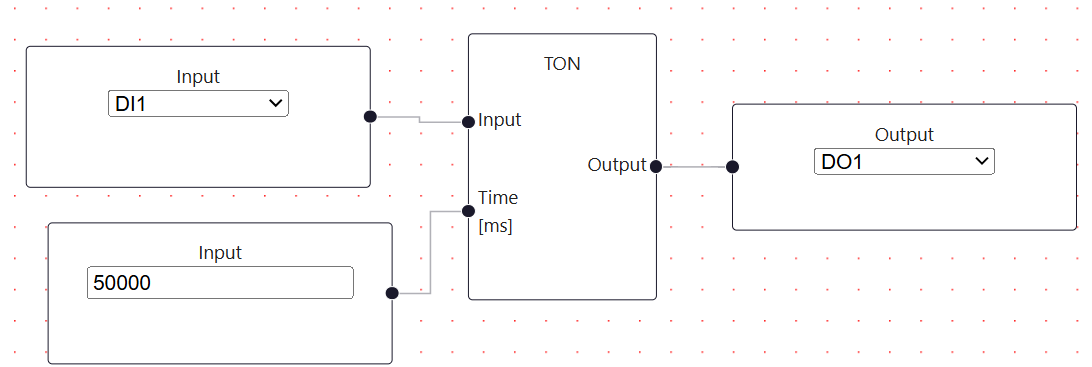 Input
DI1
Input
50000
TON
Input
Output
Time
[ms]
Output
DO1